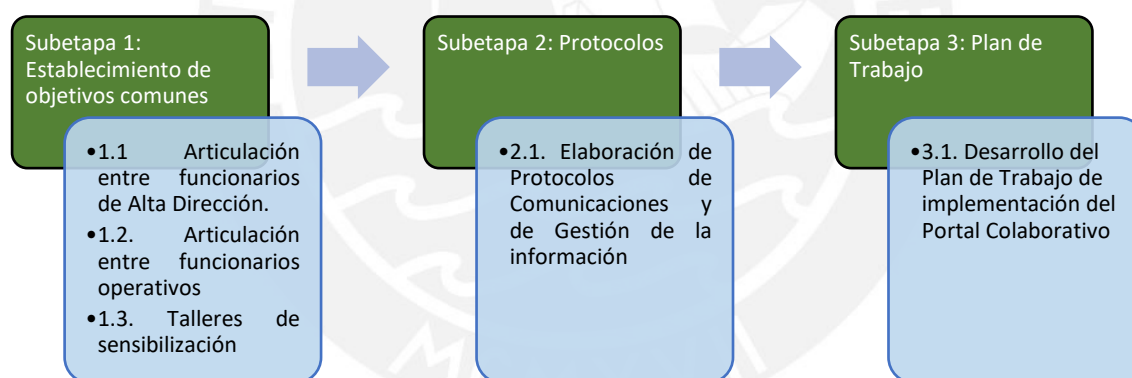 Subetapa 1:
Establecimiento de
objetivos comunes
•1.1 Articulación
entre funcionarios
de Alta Dirección.
•1.2. Articulación
entre funcionarios
operativos
•1.3. Talleres de
sensibilización
Subetapa 2: Protocolos
•2.1. Elaboración de
Protocolos de
Comunicaciones y
de Gestión de la
información
Subetapa 3: Plan de
Trabajo
•3.1. Desarrollo del
Plan de Trabajo de
implementación del
Portal Colaborativo